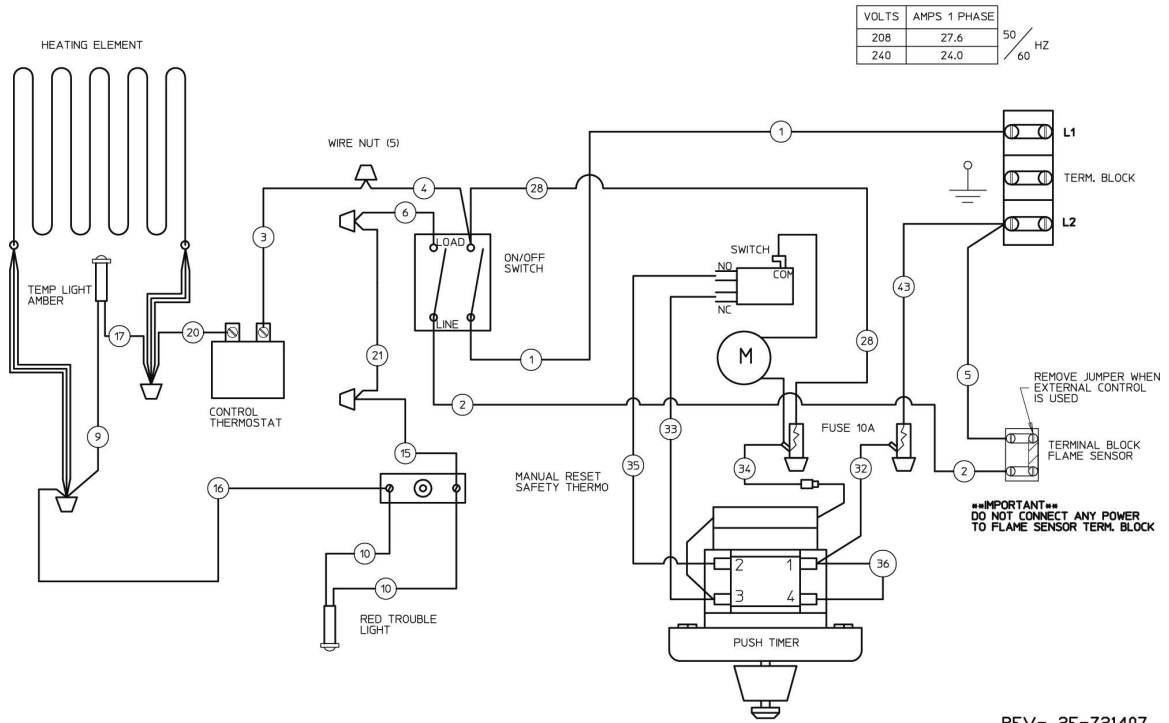 VOLTS AMPS 1 PHASE
208 27.6
240 24.0
50/60 HZ
HEATING ELEMENT
WIRE NUT (5)
1
L1
TERM. BLOCK
L2
4
28
6
3
LOAD
ON/OFF
SWITCH
LINE
SWITCH
NO
COM
NC
TEMP LIGHT
AMBER
43
17
20
21
1
M
28
5
REMOVE JUMPER WHEN
EXTERNAL CONTROL
IS USED
CONTROL
THERMOSTAT
2
9
33
FUSE 10A
TERMINAL BLOCK
FLAME SENSOR
15
35
34
32
2
16
MANUAL RESET
SAFETY THERMO
**IMPORTANT**
DO NOT CONNECT ANY POWER
TO FLAME SENSOR TERM. BLOCK
10
10
2 1
3 4
36
RED TROUBLE
LIGHT
PUSH TIMER
REV- 35-731407